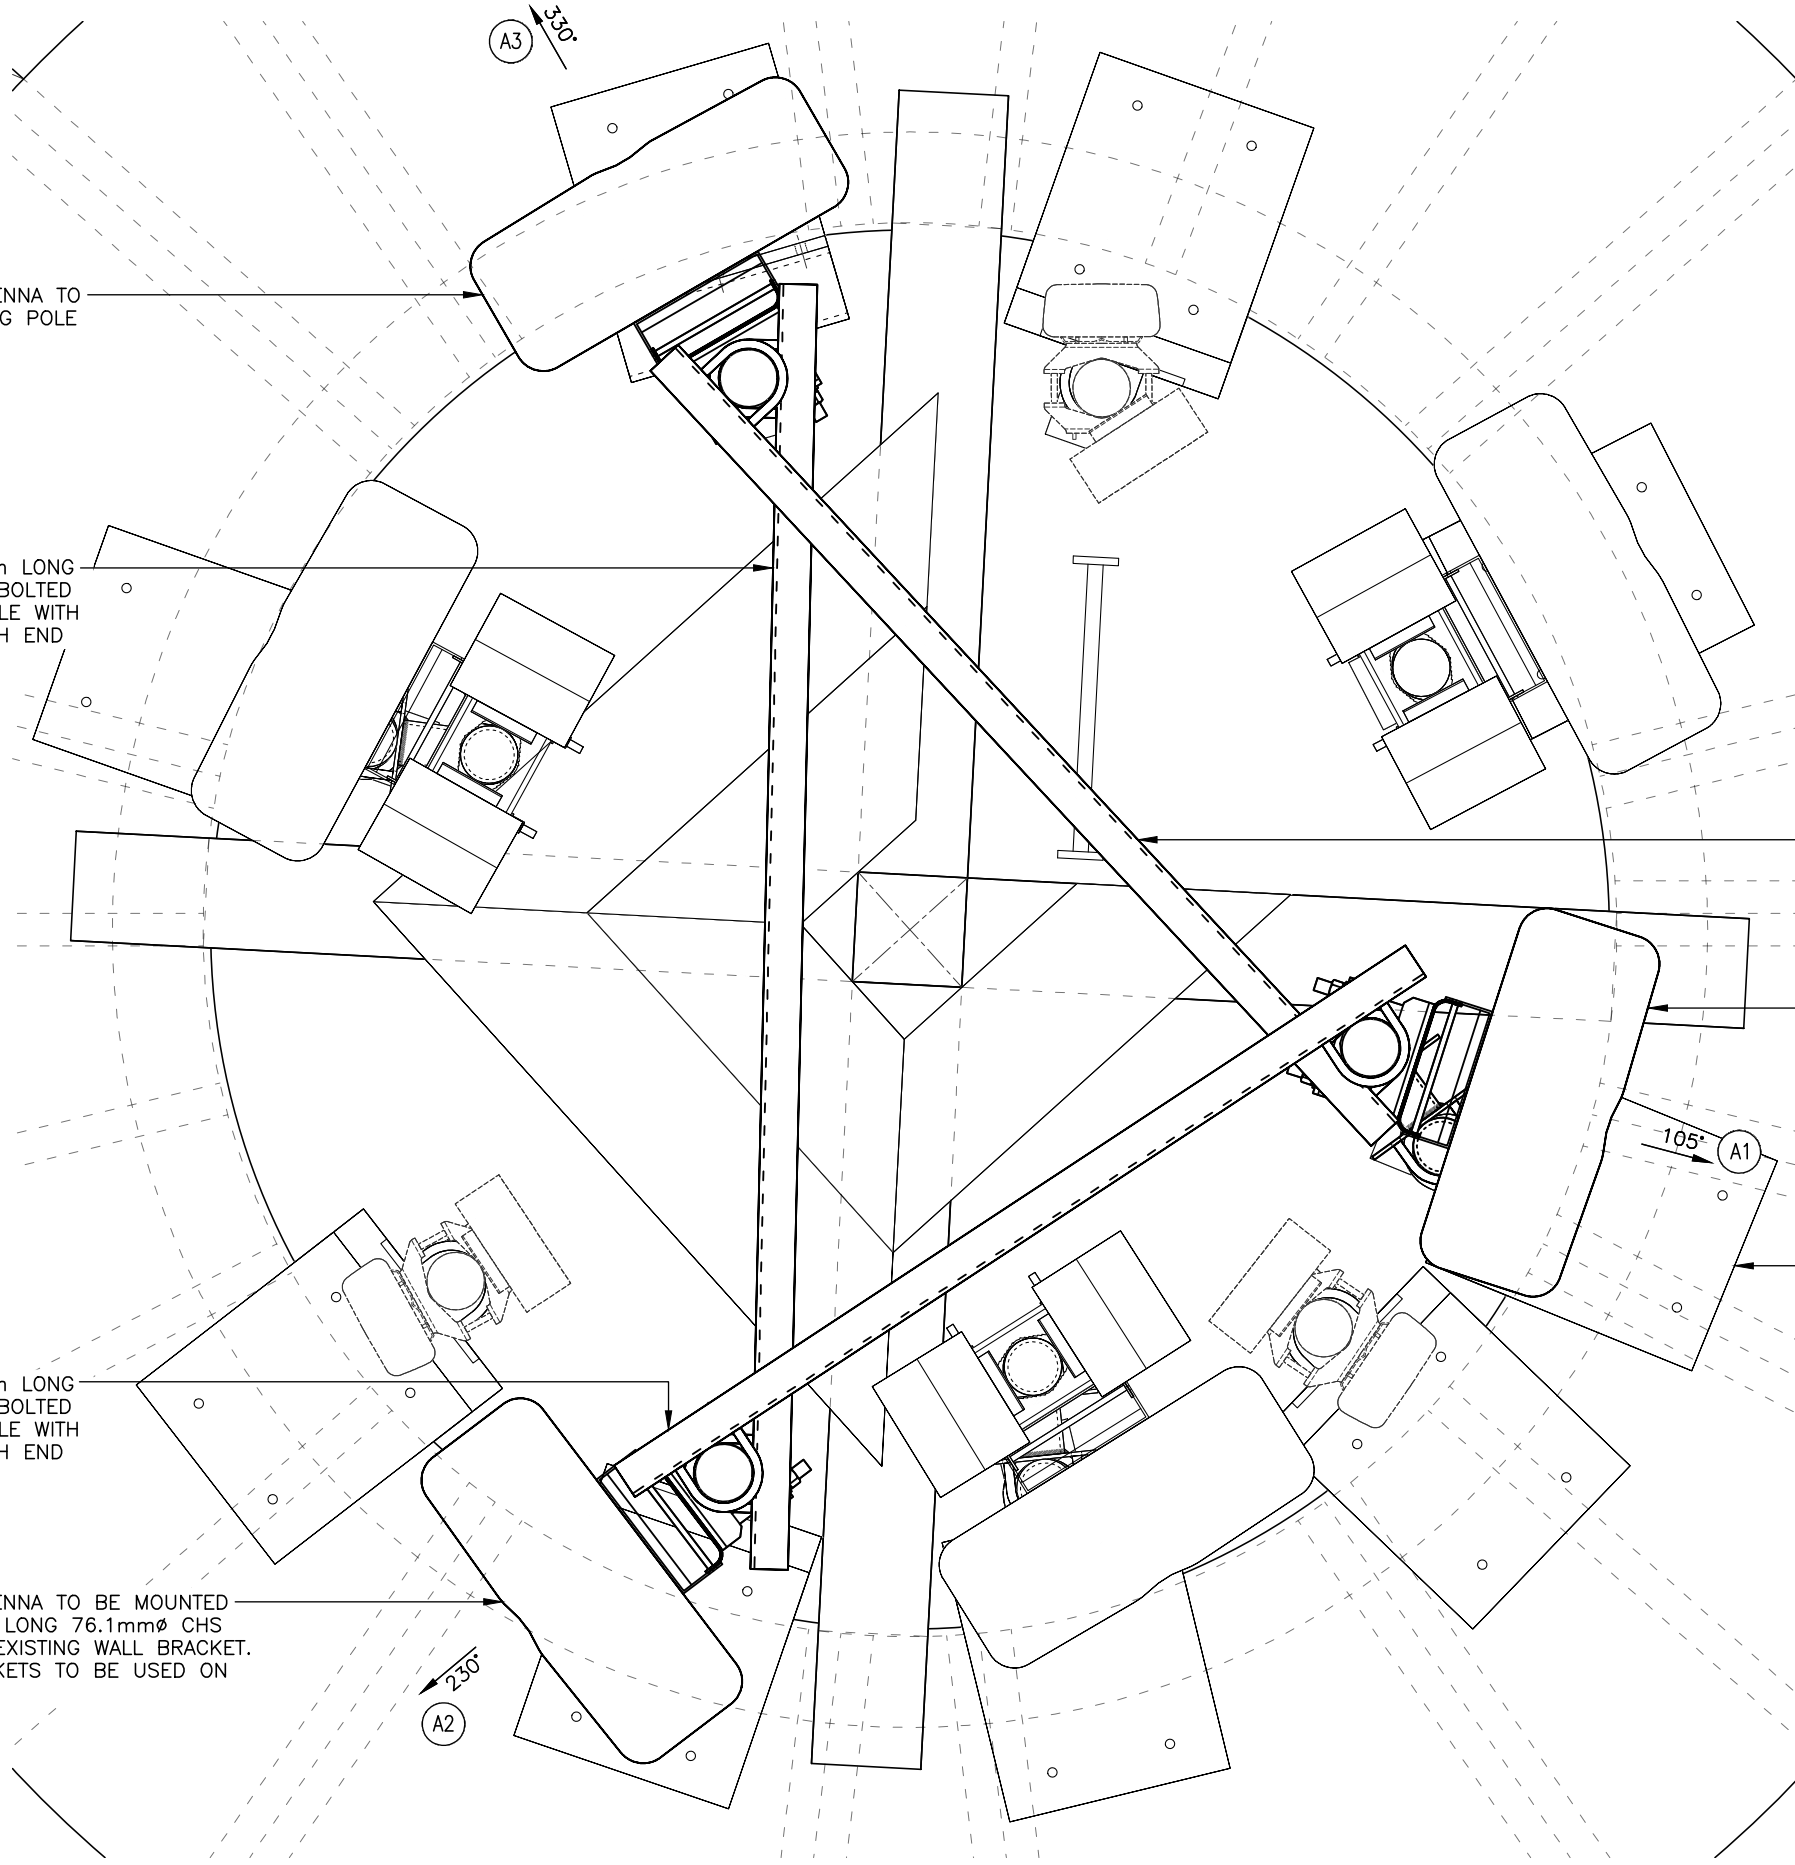 A3
330°
ENNA TO
G POLE
LONG
BOLTED
LE WITH
H END
105°
A1
LONG
BOLTED
LE WITH
H END
ENNA TO BE MOUNTED
LONG 76.1mmø CHS
EXISTING WALL BRACKET.
KETS TO BE USED ON
230°
A2